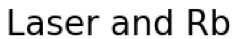 Laser and Rb